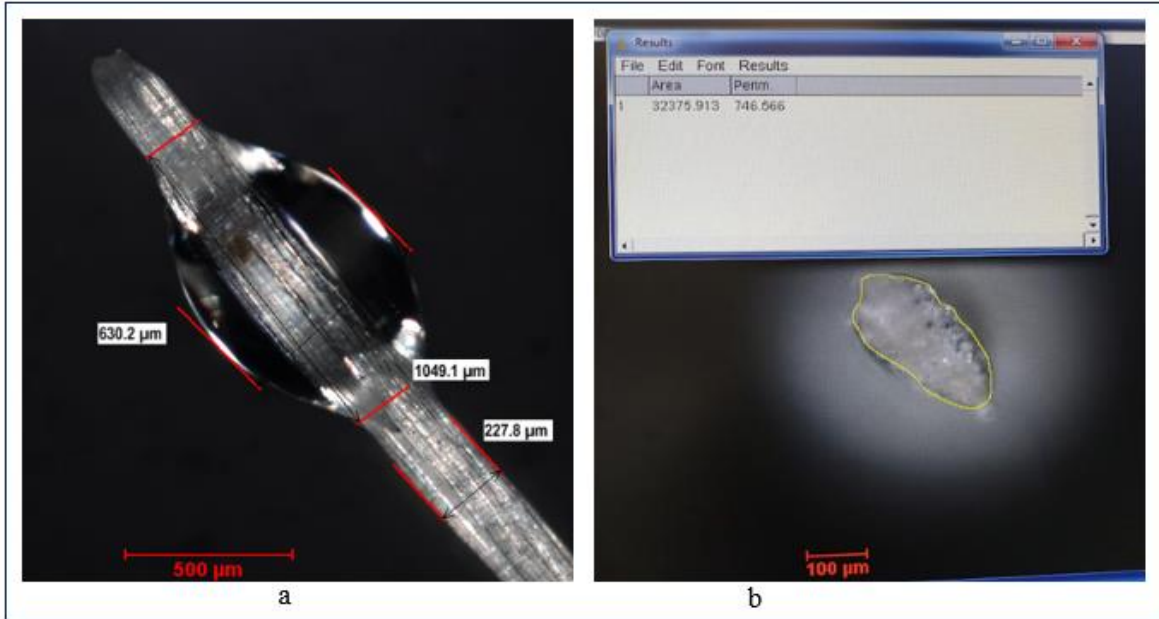 630.2 µm
1049.1 µm
227.8 µm
500 µm
a
Results
File Edit Font Results
Area Perim.
1 32375.913 746.566
100 µm
b